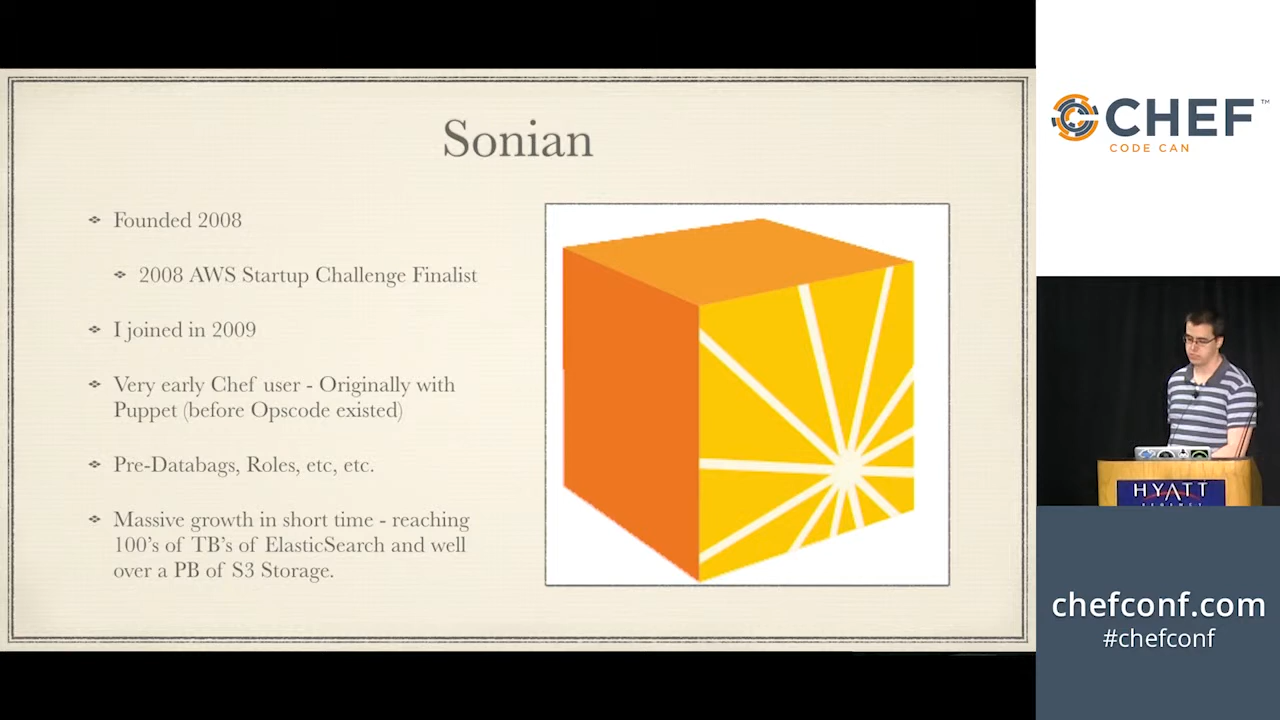 Sonian
Founded 2008
2008 AWS Startup Challenge Finalist
I joined in 2009
Very early Chef user - Originally with
Puppet (before Opscode existed)
Pre-Databags, Roles, etc, etc.
Massive growth in short time - reaching
100's of TB's of ElasticSearch and well
over a PB of S3 Storage.
CHEF™
CODE CAN
HYATT
chefconf.com
#chefconf